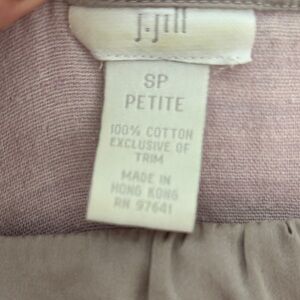 j.jill
SP
PETITE
100% COTTON
EXCLUSIVE OF
TRIM
MADE IN
HONG KONG
RN 97641